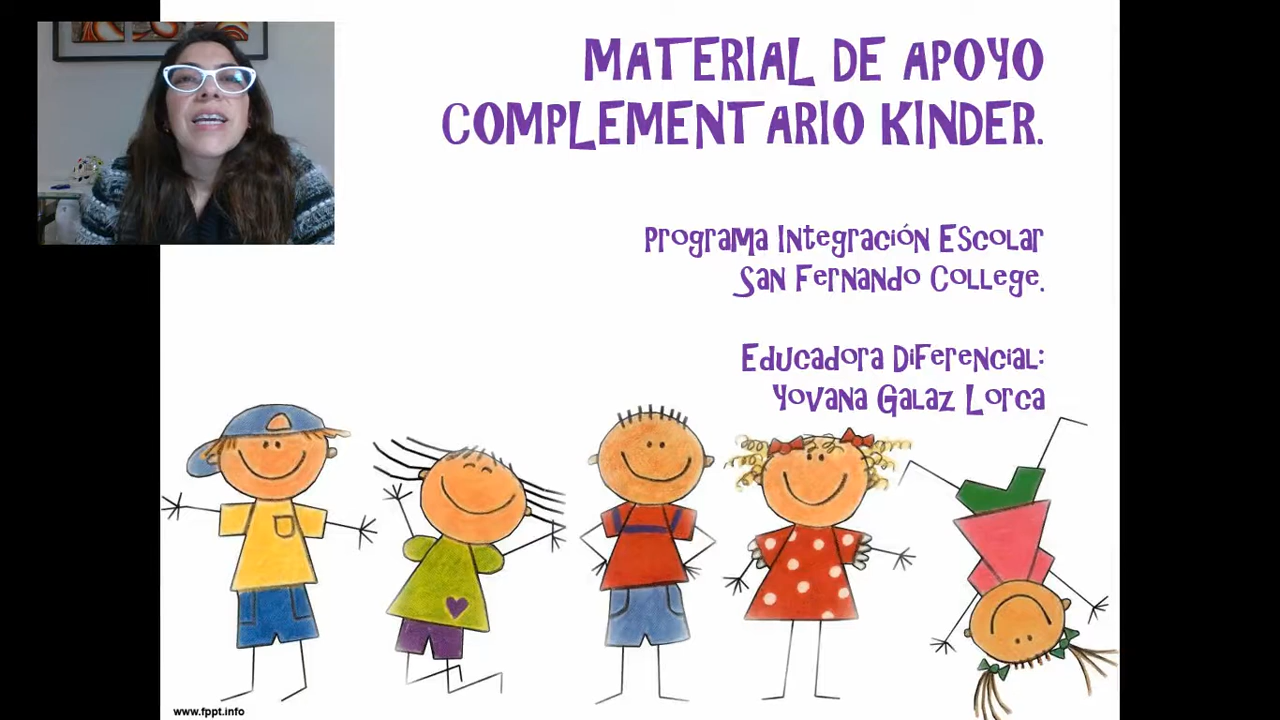 MATERIAL DE APOYO
COMPLEMENTARIO KINDER.
Programa Integración Escolar
San Fernando College.
Educadora Diferencial:
Yovana Galaz Lorca
www.fppt.info